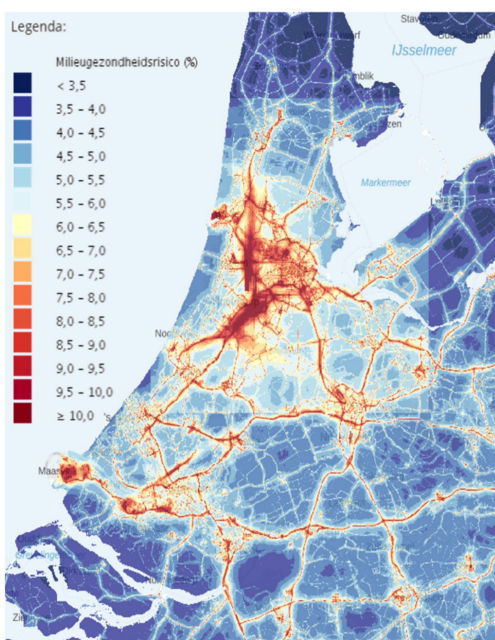 Legenda:
Milieugezondheidsrisico (%)
< 3,5
3,5 – 4,0
4,0 – 4,5
4,5 – 5,0
5,0 – 5,5
5,5 – 6,0
6,0 – 6,5
6,5 – 7,0
7,0 – 7,5
7,5 – 8,0
8,0 – 8,5
8,5 – 9,0
9,0 – 9,5
9,5 – 10,0
≥ 10,0
IJsselmeer
Markermeer